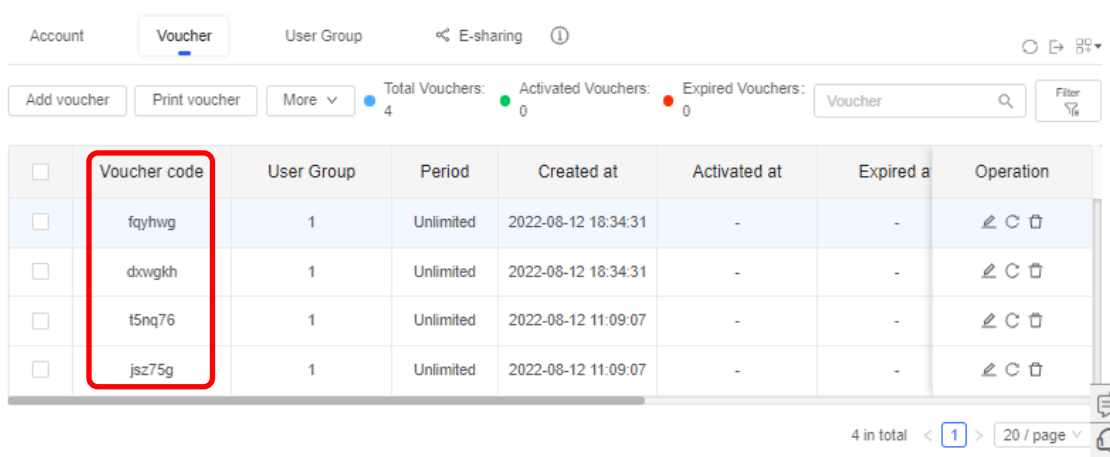 Account Voucher User Group E-sharing
Add voucher Print voucher More Total Vouchers: 4 Activated Vouchers: 0 Expired Vouchers: 0 Voucher Filter
Voucher code User Group Period Created at Activated at Expired a Operation
fqyhwg 1 Unlimited 2022-08-12 18:34:31 - -
dxwgkh 1 Unlimited 2022-08-12 18:34:31 - -
t5nq76 1 Unlimited 2022-08-12 11:09:07 - -
jsz75g 1 Unlimited 2022-08-12 11:09:07 - -
4 in total < 1 > 20 / page